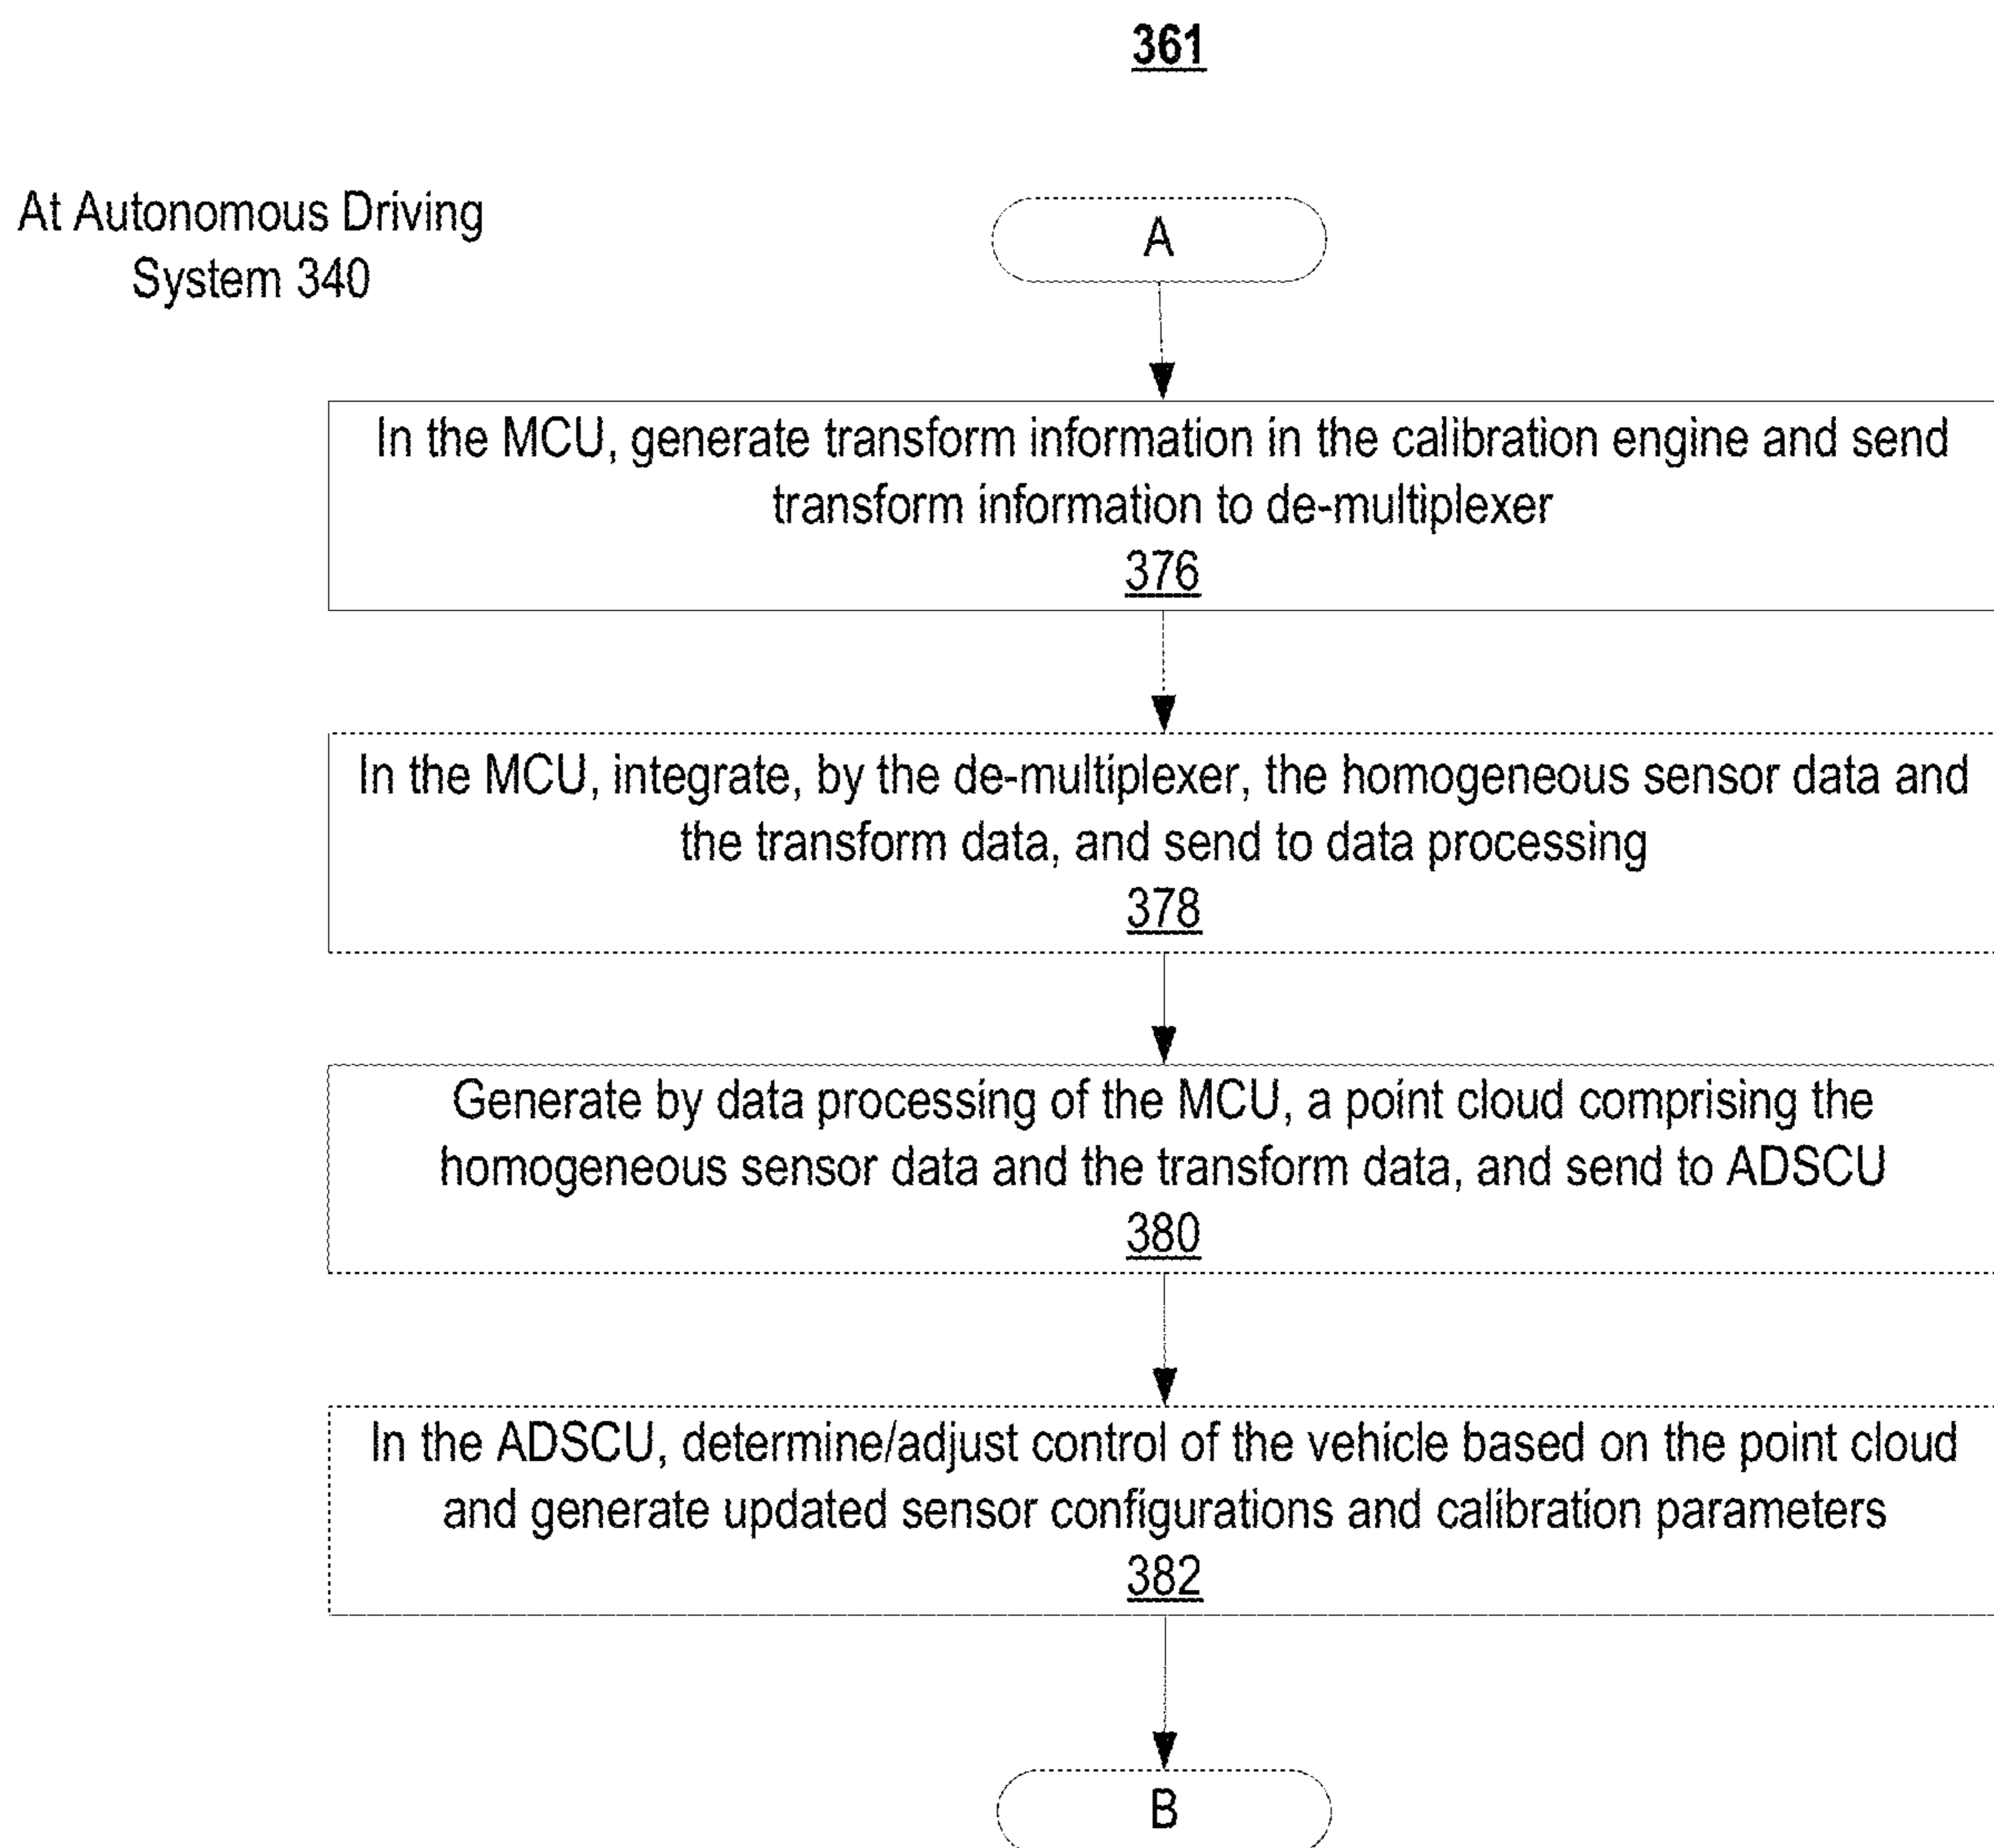 361
At Autonomous Driving
System 340
A
In the MCU, generate transform information in the calibration engine and send
transform information to de-multiplexer
376
In the MCU, integrate, by the de-multiplexer, the homogeneous sensor data and
the transform data, and send to data processing
378
Generate by data processing of the MCU, a point cloud comprising the
homogeneous sensor data and the transform data, and send to ADSCU
380
In the ADSCU, determine/adjust control of the vehicle based on the point cloud
and generate updated sensor configurations and calibration parameters
382
B